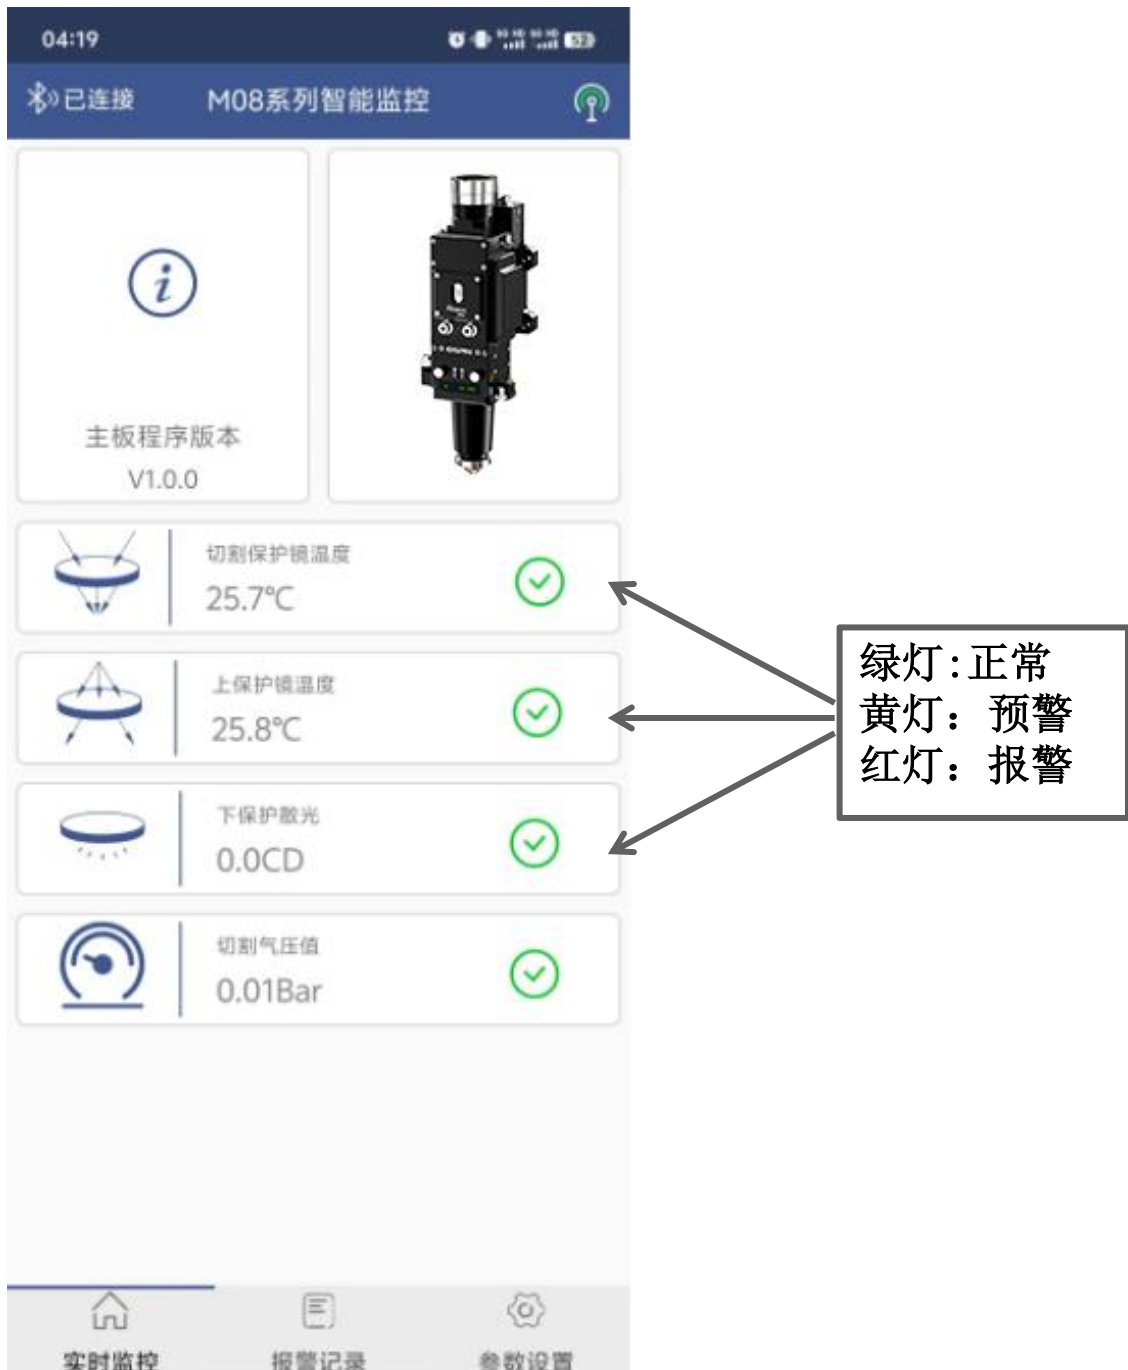 04:19
52
已连接
M08系列智能监控
主板程序版本
V1.0.0
切割保护镜温度
25.7℃
上保护镜温度
25.8℃
下保护散光
0.0CD
切割气压值
0.01Bar
绿灯:正常
黄灯：预警
红灯：报警
实时监控
报警记录
参数设置